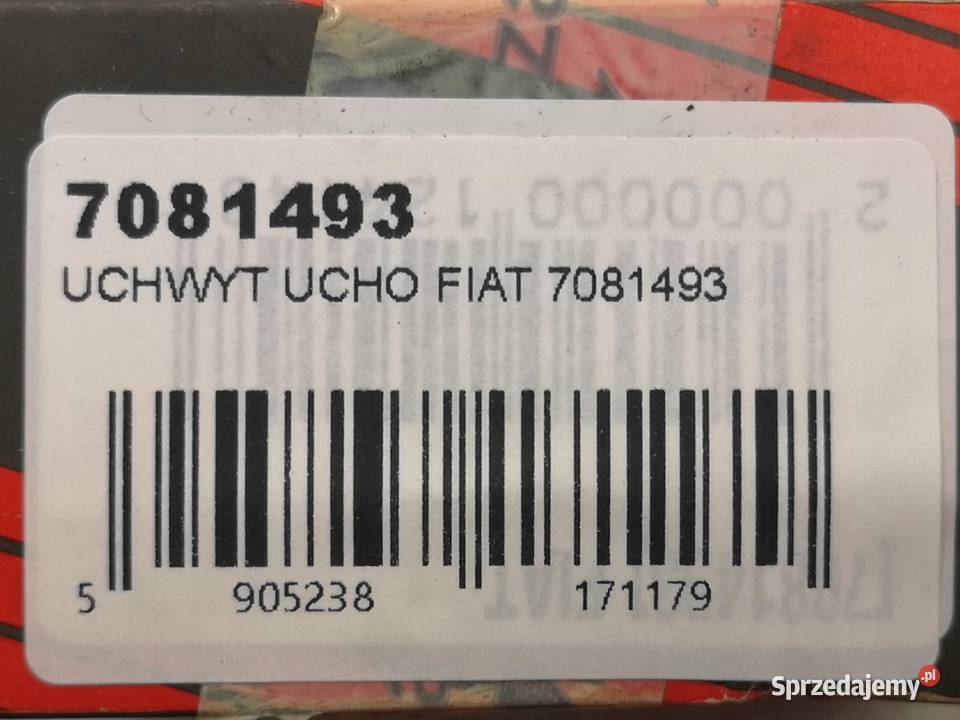 7081493
UCHWYT UCHO FIAT 7081493
5 905238 171179
Sprzedajemy.pl